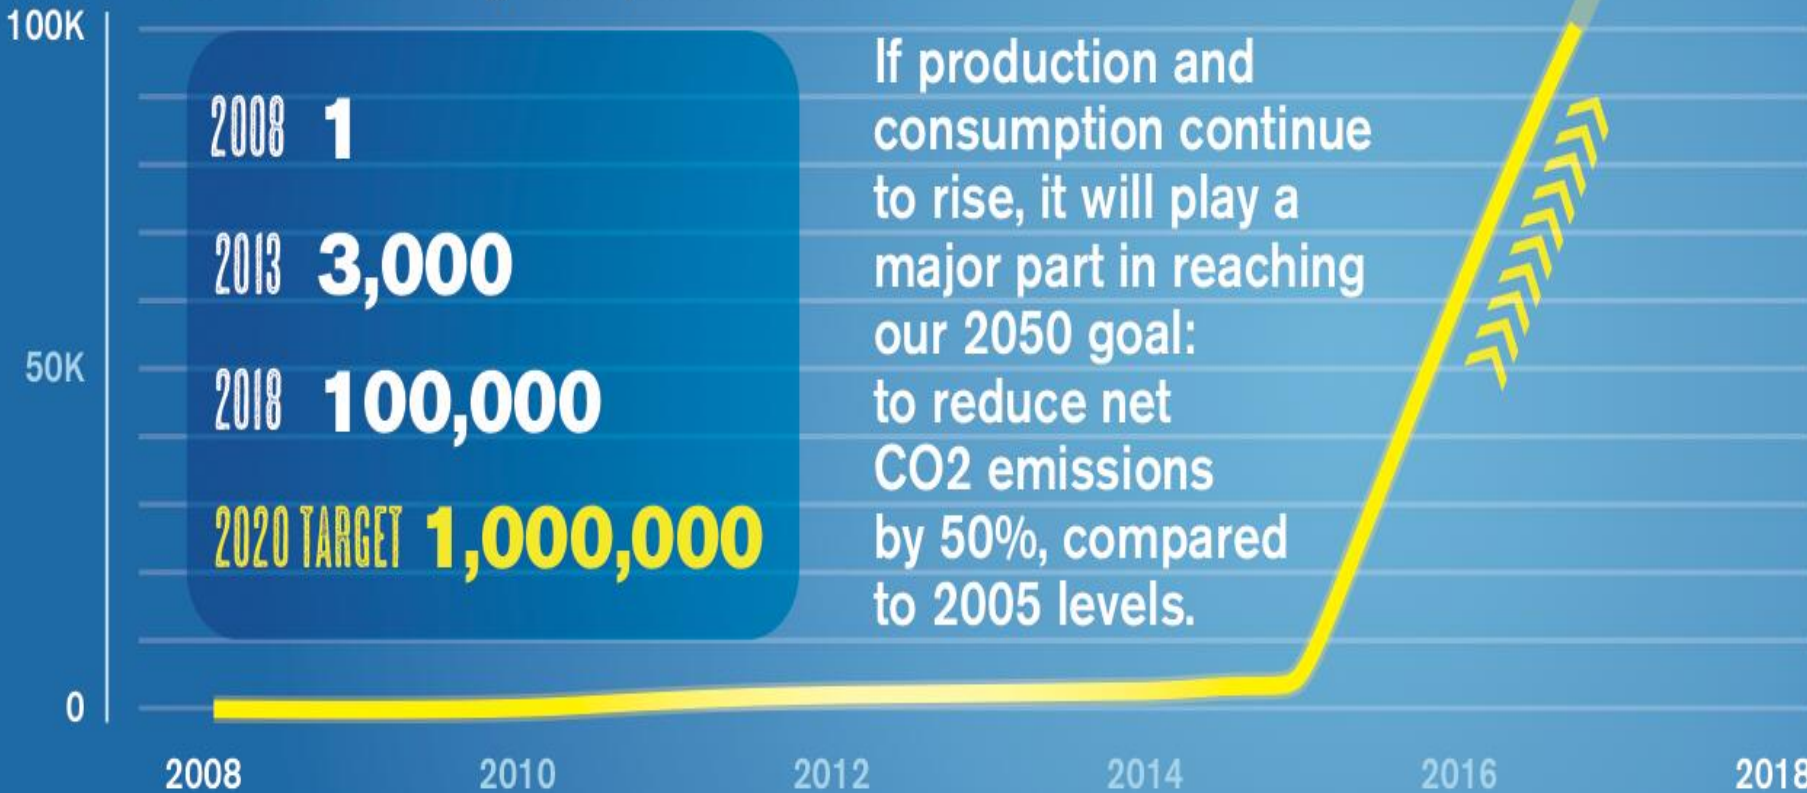 100K
50K
0
2008 1
2013 3,000
2018 100,000
2020 TARGET 1,000,000
If production and
consumption continue
to rise, it will play a
major part in reaching
our 2050 goal:
to reduce net
CO2 emissions
by 50%, compared
to 2005 levels.
2008 2010 2012 2014 2016 2018